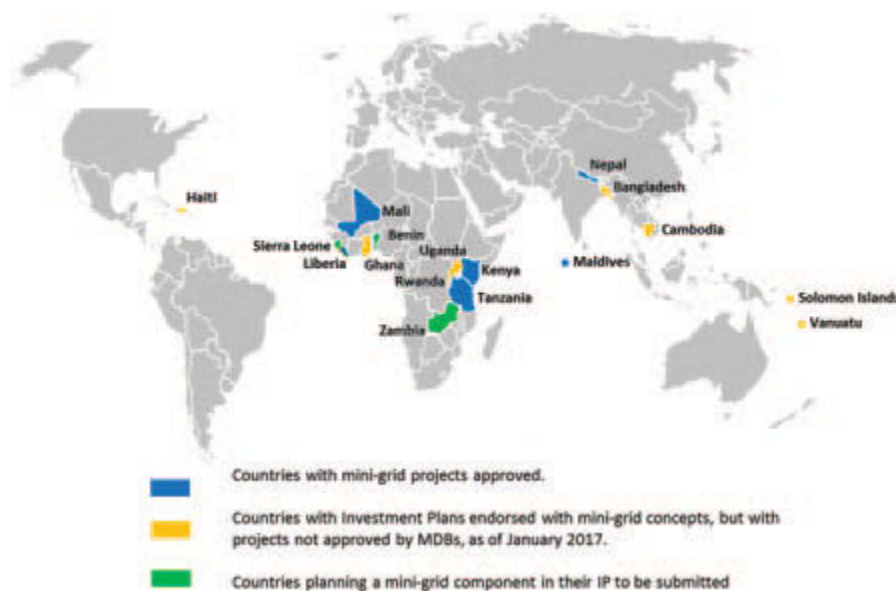 Nepal
Bangladesh
Haiti
Mali
Cambodia
Benin
Sierra Leone
Uganda
Maldives
Liberia
Ghana
Kenya
Rwanda
Tanzania
Solomon Islands
Vanuatu
Zambia
Countries with mini-grid projects approved.
Countries with Investment Plans endorsed with mini-grid concepts, but with
projects not approved by MDBs, as of January 2017.
Countries planning a mini-grid component in their IP to be submitted